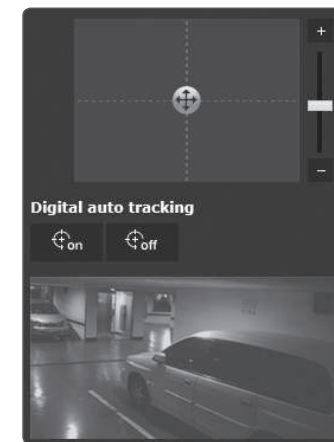 +
−
Digital auto tracking
on off